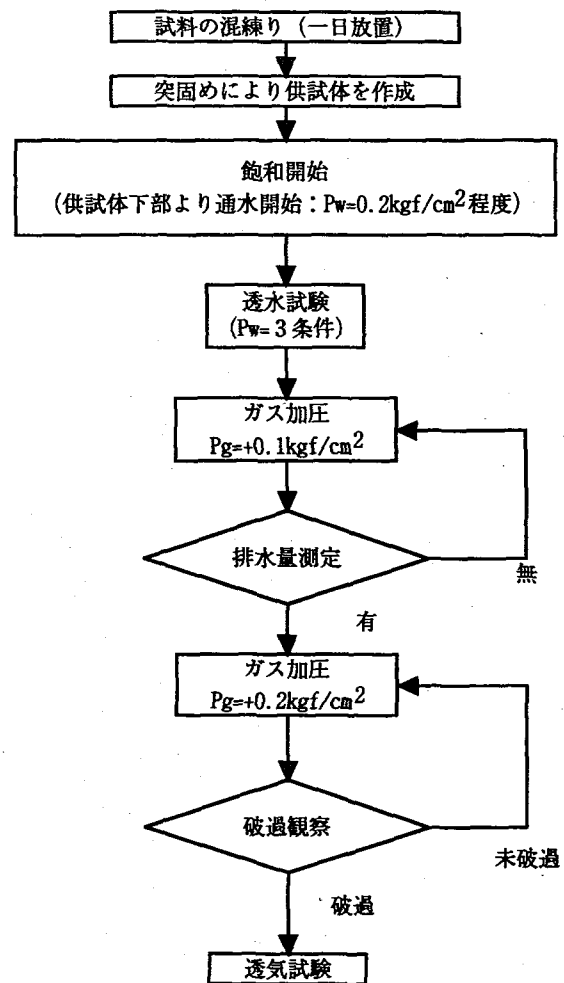 試料の混練り（一日放置）
突固めにより供試体を作成
飽和開始
(供試体下部より通水開始：Pw=0.2kgf/cm²程度)
透水試験
(Pw=3条件)
ガス加圧
Pg=+0.1kgf/cm²
排水量測定
無
有
ガス加圧
Pg=+0.2kgf/cm²
破過観察
未破過
破過
透気試験